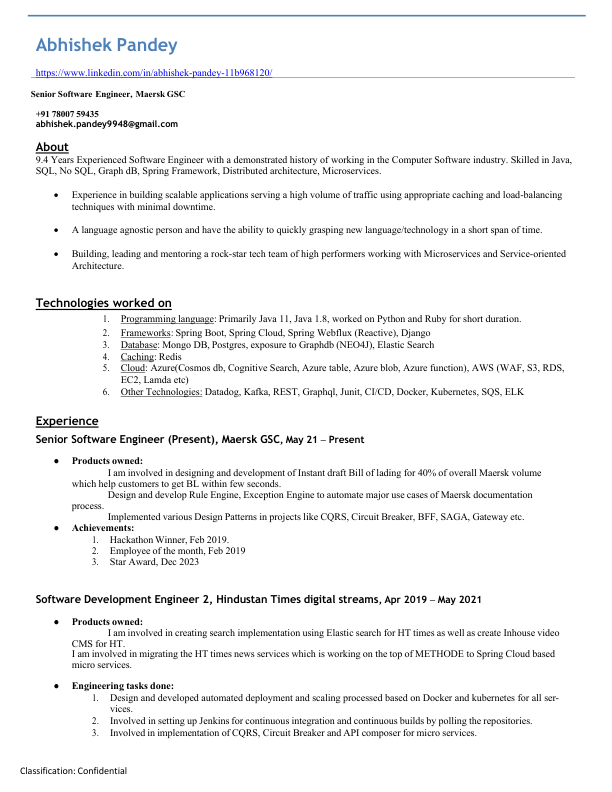 Abhishek Pandey
https://www.linkedin.com/in/abhishek-pandey-11b968120/
Senior Software Engineer, Maersk GSC
+91 78007 59435
abhishek.pandey9948@gmail.com
About
9.4 Years Experienced Software Engineer with a demonstrated history of working in the Computer Software industry. Skilled in Java,
SQL, No SQL, Graph dB, Spring Framework, Distributed architecture, Microservices.
• Experience in building scalable applications serving a high volume of traffic using appropriate caching and load-balancing
techniques with minimal downtime.
• A language agnostic person and have the ability to quickly grasping new language/technology in a short span of time.
• Building, leading and mentoring a rock-star tech team of high performers working with Microservices and Service-oriented
Architecture.
Technologies worked on
1. Programming language: Primarily Java 11, Java 1.8, worked on Python and Ruby for short duration.
2. Frameworks: Spring Boot, Spring Cloud, Spring Webflux (Reactive), Django
3. Database: Mongo DB, Postgres, exposure to Graphdb (NEO4J), Elastic Search
4. Caching: Redis
5. Cloud: Azure(Cosmos db, Cognitive Search, Azure table, Azure blob, Azure function), AWS (WAF, S3, RDS,
EC2, Lamda etc)
6. Other Technologies: Datadog, Kafka, REST, Graphql, Junit, CI/CD, Docker, Kubernetes, SQS, ELK
Experience
Senior Software Engineer (Present), Maersk GSC, May 21 – Present
• Products owned:
I am involved in designing and development of Instant draft Bill of lading for 40% of overall Maersk volume
which help customers to get BL within few seconds.
Design and develop Rule Engine, Exception Engine to automate major use cases of Maersk documentation
process.
Implemented various Design Patterns in projects like CQRS, Circuit Breaker, BFF, SAGA, Gateway etc.
• Achievements:
1. Hackathon Winner, Feb 2019.
2. Employee of the month, Feb 2019
3. Star Award, Dec 2023
Software Development Engineer 2, Hindustan Times digital streams, Apr 2019 – May 2021
• Products owned:
I am involved in creating search implementation using Elastic search for HT times as well as create Inhouse video
CMS for HT.
I am involved in migrating the HT times news services which is working on the top of METHODE to Spring Cloud based
micro services.
• Engineering tasks done:
1. Design and developed automated deployment and scaling processed based on Docker and kubernetes for all ser-
vices.
2. Involved in setting up Jenkins for continuous integration and continuous builds by polling the repositories.
3. Involved in implementation of CQRS, Circuit Breaker and API composer for micro services.
Classification: Confidential